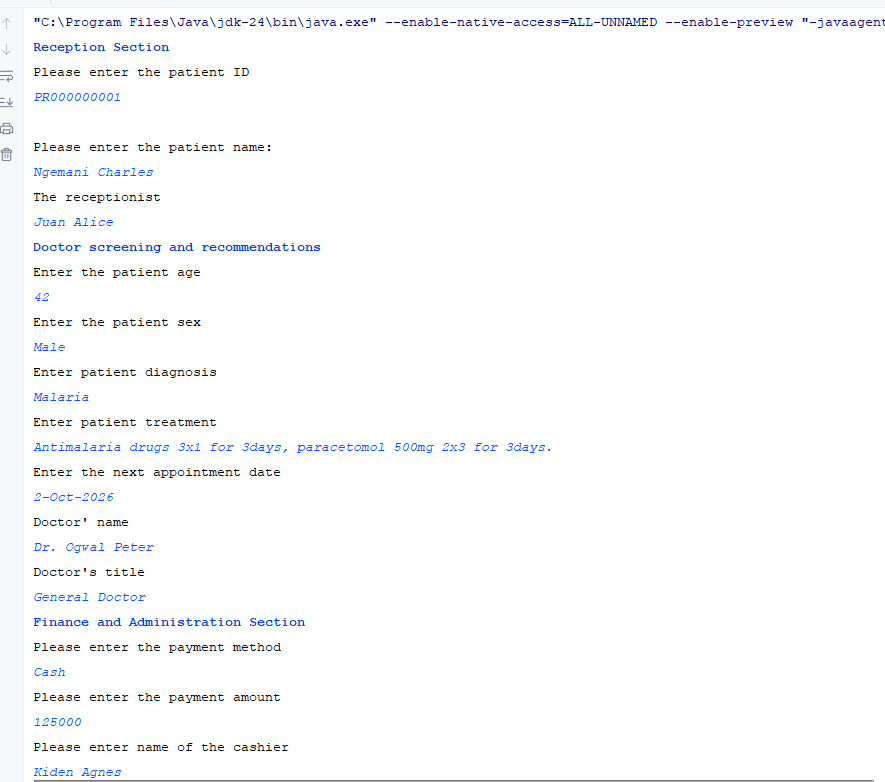 "C:\Program Files\Java\jdk-24\bin\java.exe" --enable-native-access=ALL-UNNAMED --enable-preview "-javaagent
Reception Section
Please enter the patient ID
PR000000001
Please enter the patient name:
Ngemani Charles
The receptionist
Juan Alice
Doctor screening and recommendations
Enter the patient age
42
Enter the patient sex
Male
Enter patient diagnosis
Malaria
Enter patient treatment
Antimalaria drugs 3x1 for 3days, paracetomol 500mg 2x3 for 3days.
Enter the next appointment date
2-Oct-2026
Doctor' name
Dr. Ogwal Peter
Doctor's title
General Doctor
Finance and Administration Section
Please enter the payment method
Cash
Please enter the payment amount
125000
Please enter name of the cashier
Kiden Agnes